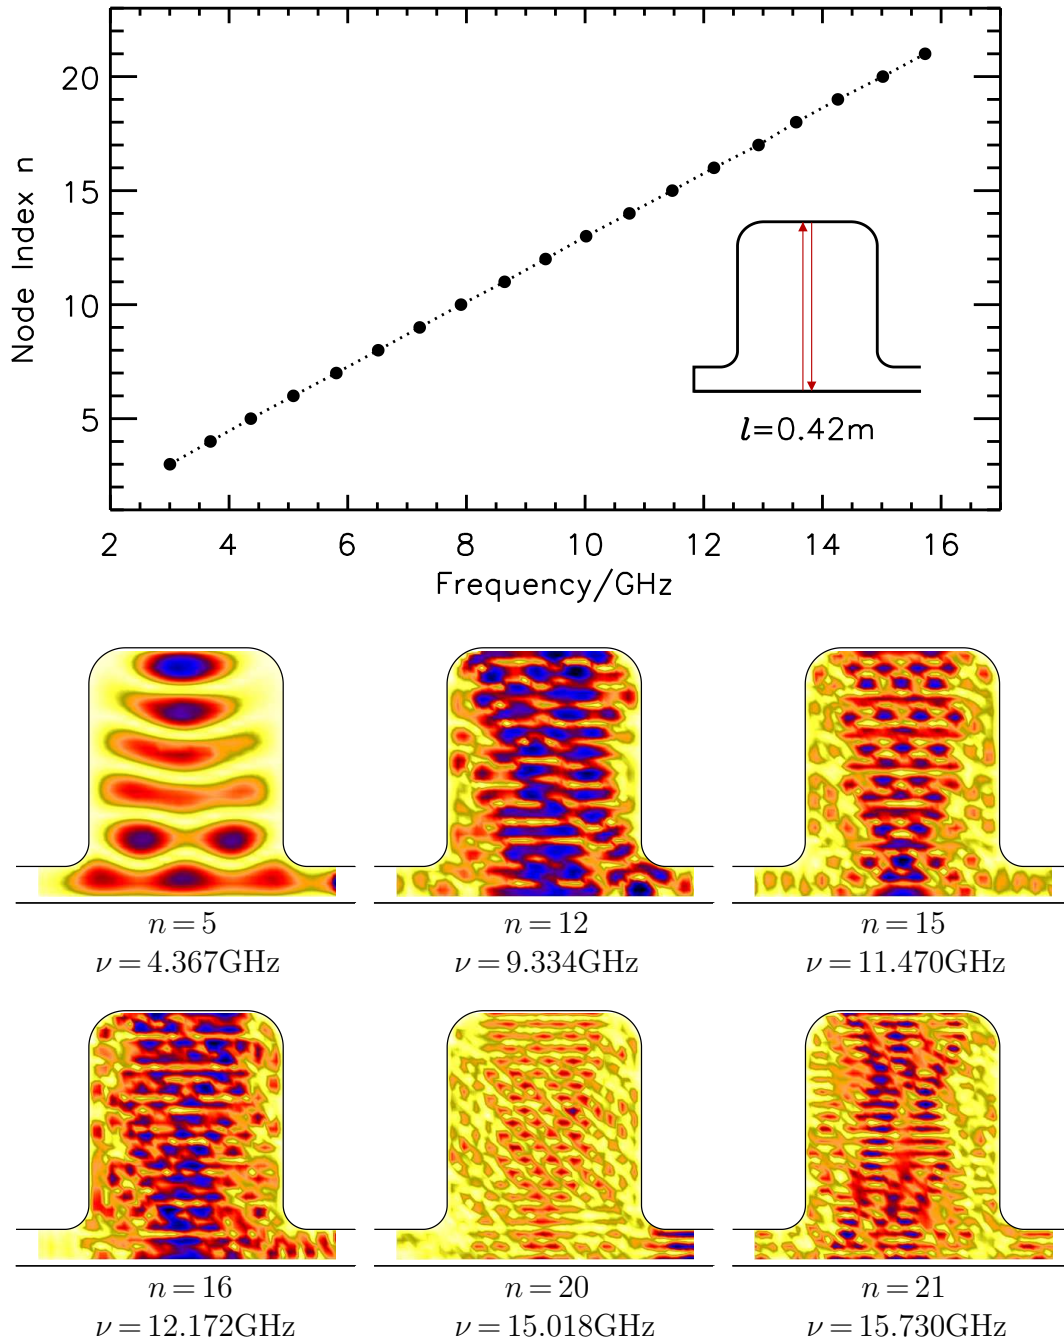 20
15
10
5
Node Index n
l=0.42m
2 4 6 8 10 12 14 16
Frequency/GHz
n = 5 n = 12 n = 15
ν = 4.367GHz ν = 9.334GHz ν = 11.470GHz
n = 16 n = 20 n = 21
ν = 12.172GHz ν = 15.018GHz ν = 15.730GHz